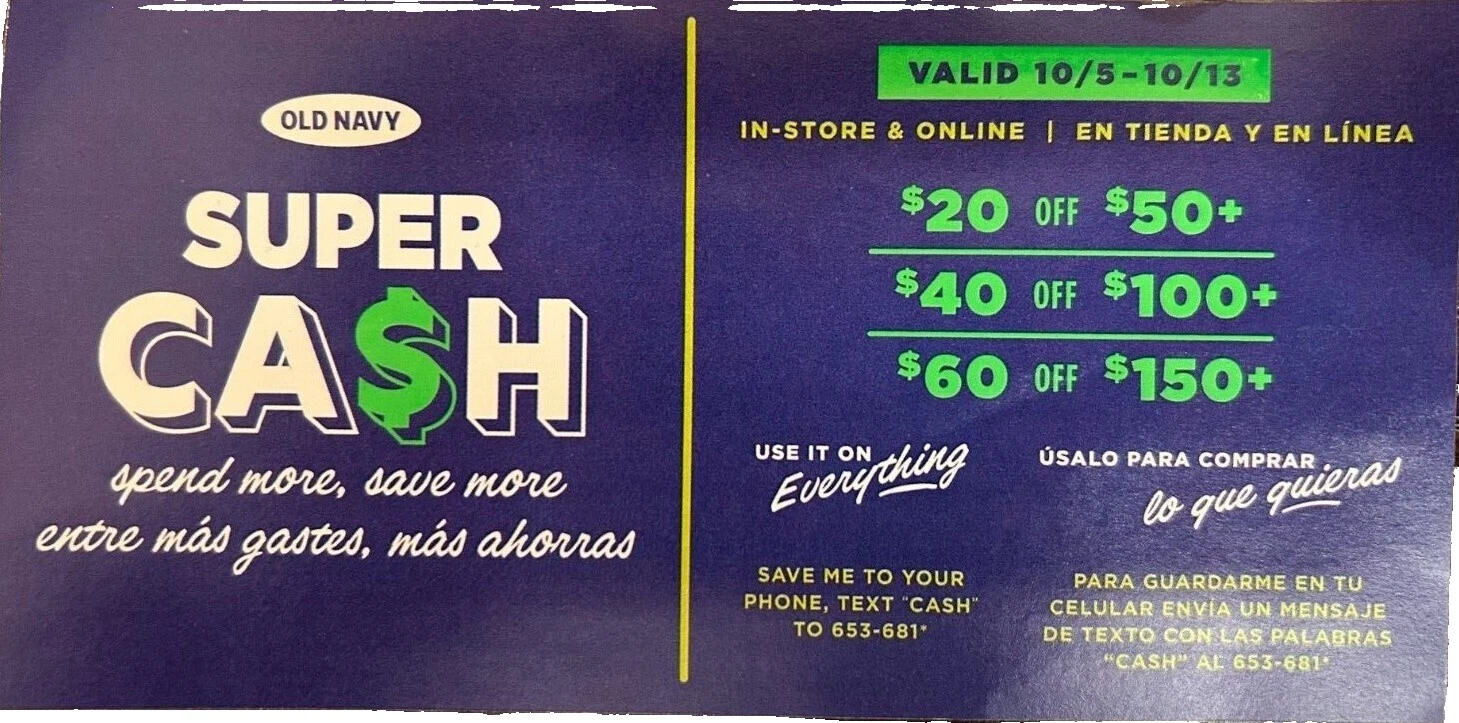 OLD NAVY
SUPER
CA$H
spend more, save more
entre más gastes, más ahorras
VALID 10/5-10/13
IN-STORE & ONLINE | EN TIENDA Y EN LÍNEA
$20 OFF $50+
$40 OFF $100+
$60 OFF $150+
USE IT ON
Everything
ÚSALO PARA COMPRAR
lo que quieras
SAVE ME TO YOUR
PHONE, TEXT "CASH"
TO 653-681*
PARA GUARDARME EN TU
CELULAR ENVÍA UN MENSAJE
DE TEXTO CON LAS PALABRAS
"CASH" AL 653-681*